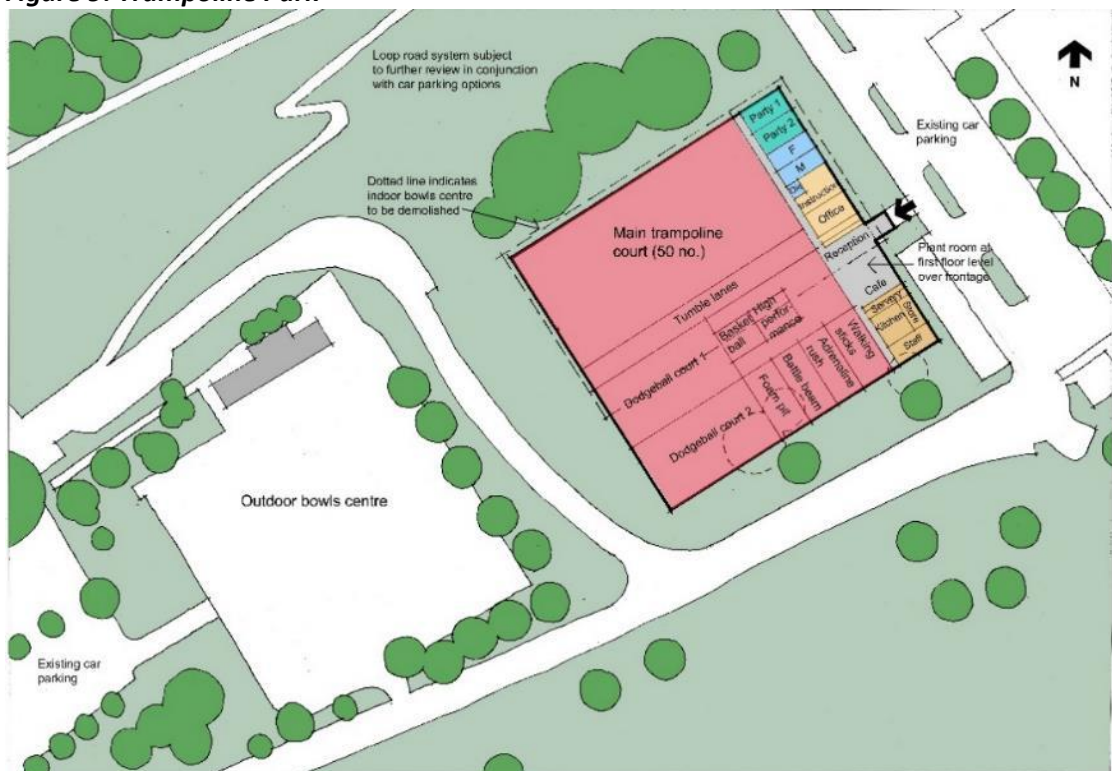 Loop road system subject
to further review in conjunction
with car parking options
N
Existing car
parking
Dotted line indicates
indoor bowls centre
to be demolished
Party 1
Party 2
F
M
Dis
Instruction
Office
Main trampoline
court (50 no.)
Reception
Plant room at
first floor level
over frontage
Cafe
Tumble lanes
Servery
Kitchen
Store
Staff
Basket
ball
High
perfor-
mance
Walking
sticks
Adrenaline
rush
Battle beam
Foam pit
Dodgeball court 1
Dodgeball court 2
Outdoor bowls centre
Existing car
parking